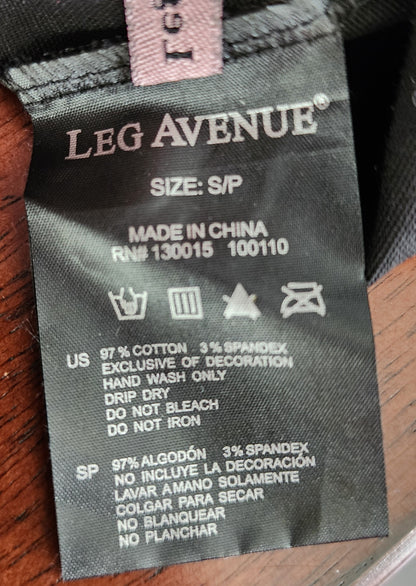 LEG AVENUE®
SIZE: S/P
MADE IN CHINA
RN# 130015 100110
US 97% COTTON 3% SPANDEX
EXCLUSIVE OF DECORATION
HAND WASH ONLY
DRIP DRY
DO NOT BLEACH
DO NOT IRON
SP 97% ALGODÓN 3% SPANDEX
NO INCLUYE LA DECORACIÓN
LAVAR A MANO SOLAMENTE
COLGAR PARA SECAR
NO BLANQUEAR
NO PLANCHAR